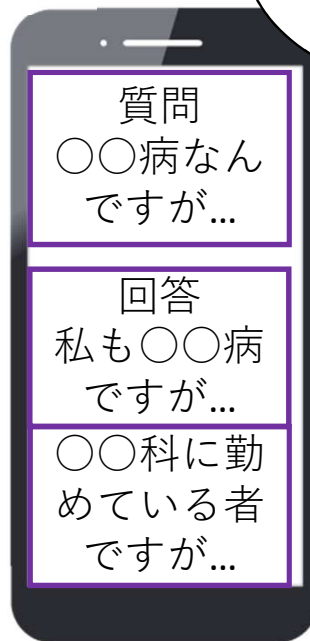 質問
○○病なん
ですが...
回答
私も○○病
ですが...
○○科に勤
めている者
ですが...